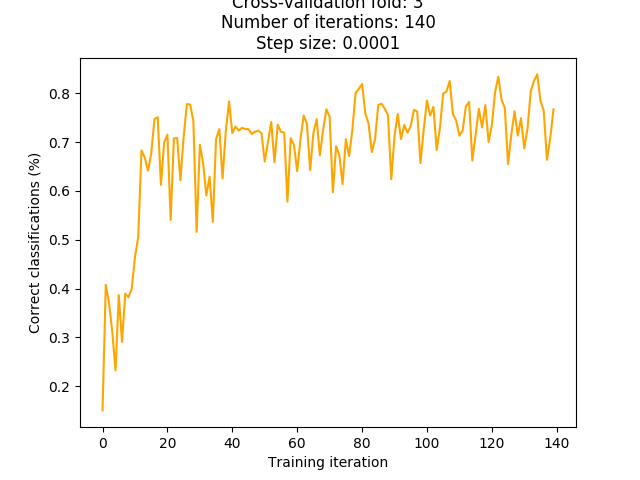 Cross-validation fold: 3
Number of iterations: 140
Step size: 0.0001
0.8
0.7
0.6
0.5
0.4
0.3
0.2
Correct classifications (%)
0 20 40 60 80 100 120 140
Training iteration